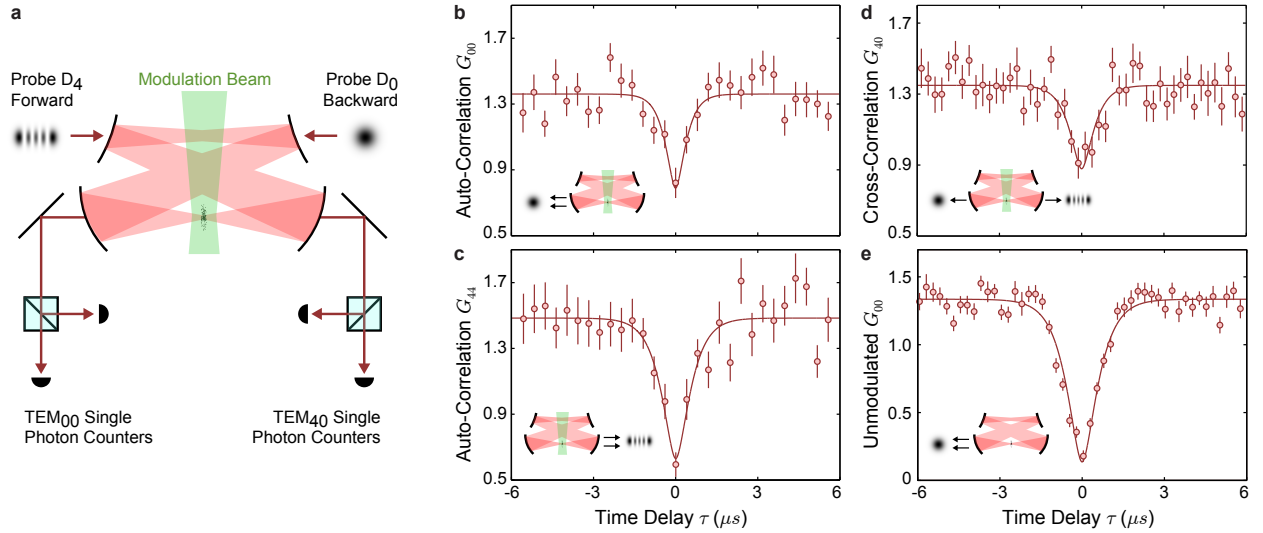 a
Probe D4
Forward
Modulation Beam
Probe D0
Backward
TEM00 Single
Photon Counters
TEM40 Single
Photon Counters
b
Auto-Correlation G00
1.7
1.3
0.9
0.5
c
Auto-Correlation G44
1.7
1.3
0.9
0.5
-6
-3
0
3
6
Time Delay τ (μs)
d
Cross-Correlation G40
1.7
1.3
0.9
0.5
e
Unmodulated G00
1.5
1.0
0.5
0
-6
-3
0
3
6
Time Delay τ (μs)